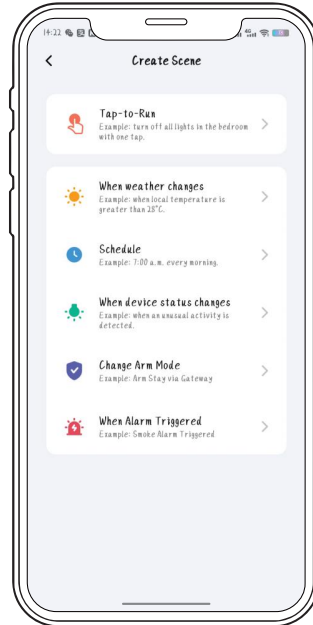 14:22
Create Scene
Tap-to-Run
Example: turn off all lights in the bedroom
with one tap.
When weather changes
Example: when local temperature is
greater than 28°C.
Schedule
Example: 7:00 a.m. every morning.
When device status changes
Example: when an unusual activity is
detected.
Change Arm Mode
Example: Arm Stay via Gateway
When Alarm Triggered
Example: Smoke Alarm Triggered